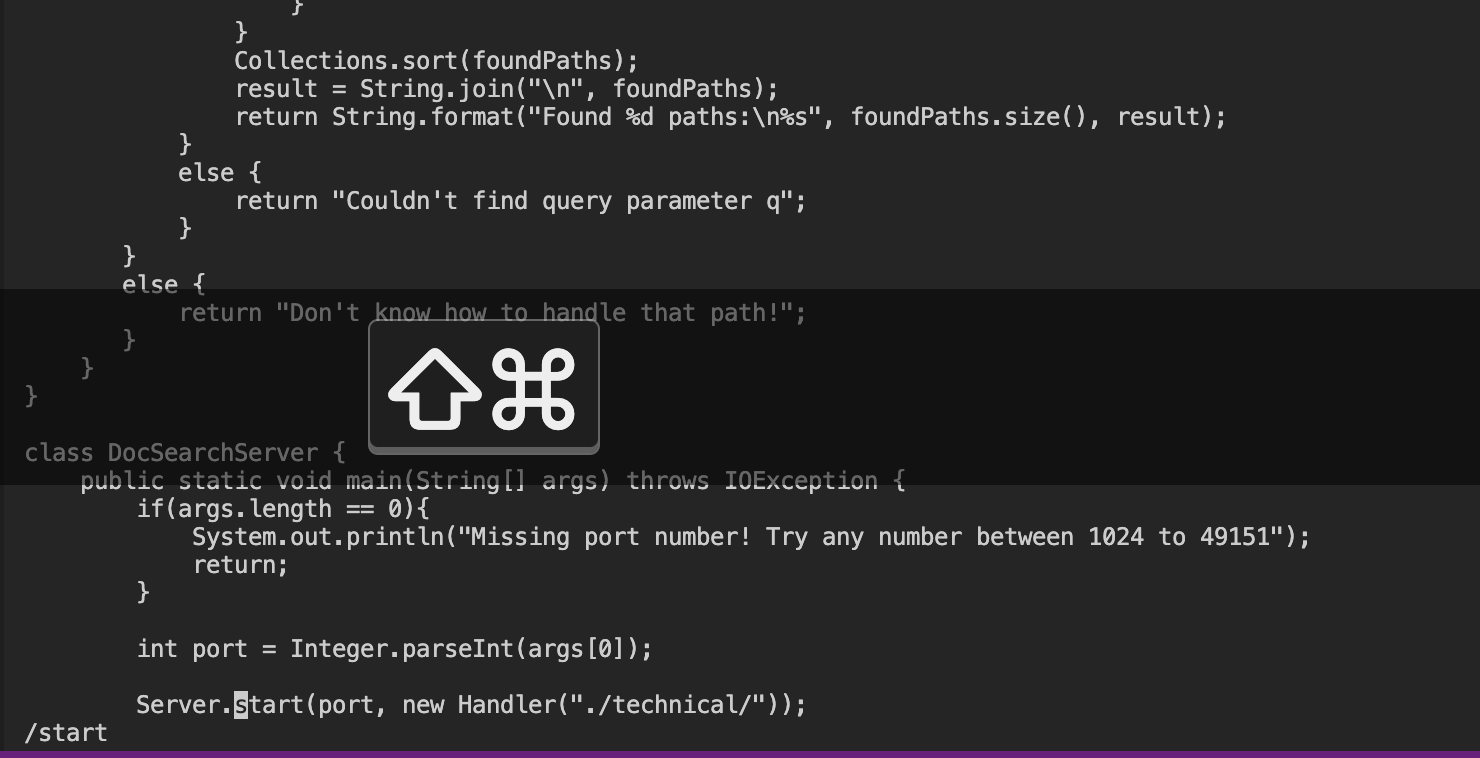 }
               }
               Collections.sort(foundPaths);
               result = String.join("\n", foundPaths);
               return String.format("Found %d paths:\n%s", foundPaths.size(), result);
           }
           else {
               return "Couldn't find query parameter q";
           }
       }
       else {
           return "Don't know how to handle that path!";
       }
    }
}

class DocSearchServer {
    public static void main(String[] args) throws IOException {
        if(args.length == 0){
            System.out.println("Missing port number! Try any number between 1024 to 49151");
            return;
        }

        int port = Integer.parseInt(args[0]);

        Server.start(port, new Handler("./technical/"));
/start
⇧⌘